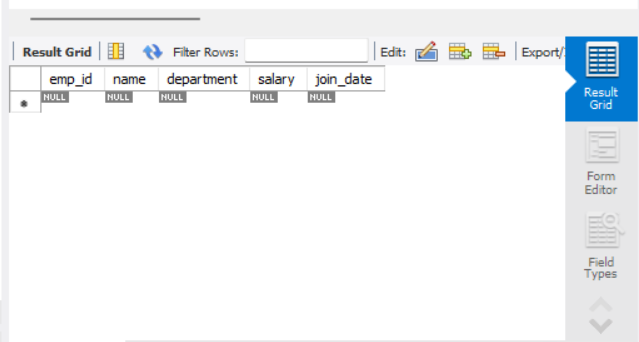 Result Grid Filter Rows: Edit: Export/
emp_id name department salary join_date
NULL NULL NULL NULL NULL
Result
Grid
Form
Editor
Field
Types